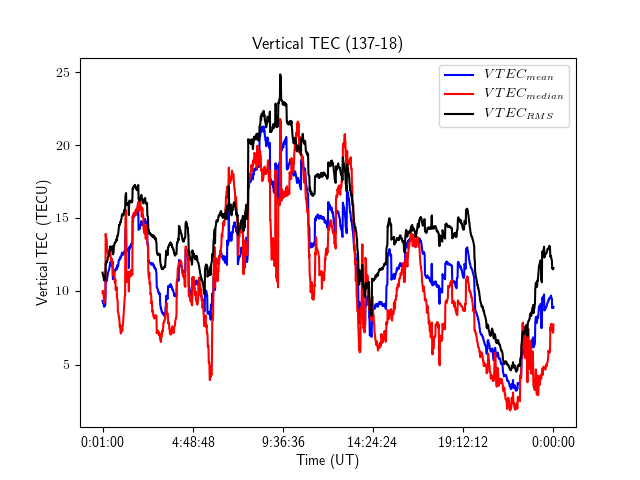 Vertical TEC (137-18)
VTEC_mean
VTEC_median
VTEC_RMS
Vertical TEC (TECU)
25
20
15
10
5
0:01:00 4:48:48 9:36:36 14:24:24 19:12:12 0:00:00
Time (UT)